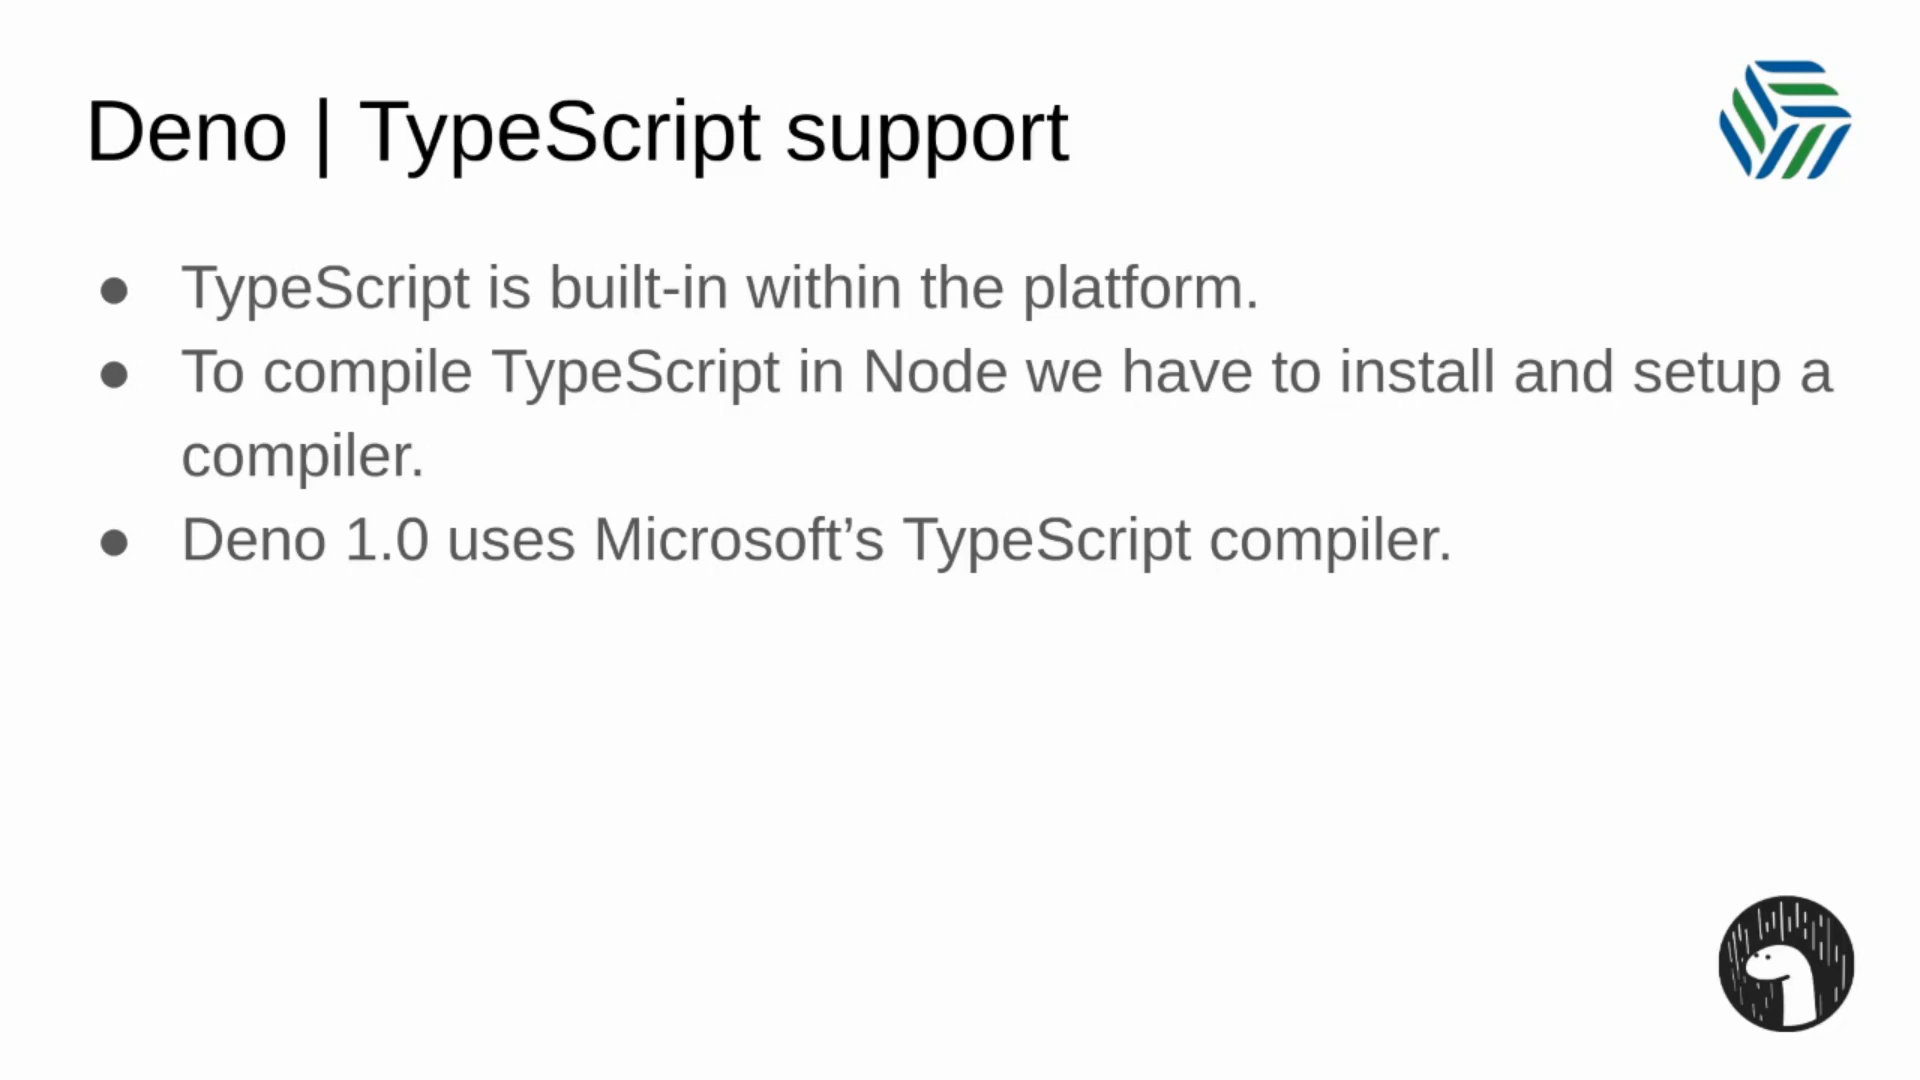 Deno | TypeScript support
● TypeScript is built-in within the platform.
● To compile TypeScript in Node we have to install and setup a
compiler.
● Deno 1.0 uses Microsoft’s TypeScript compiler.